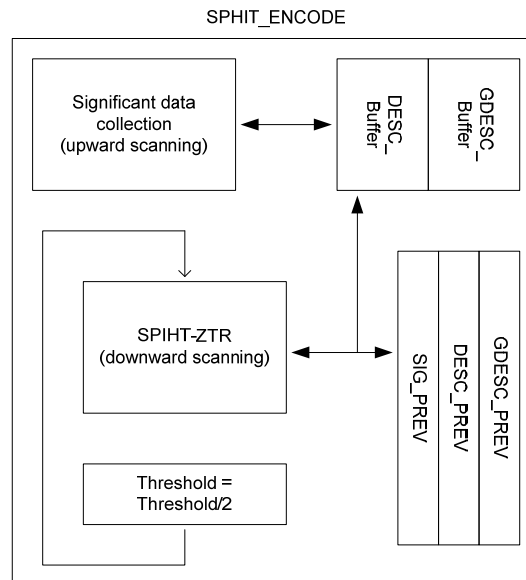 SPHIT_ENCODE
Significant data
collection
(upward scanning)
DESC_
Buffer
GDESC_
Buffer
SPIHT-ZTR
(downward scanning)
SIG_PREV
DESC_PREV
GDESC_PREV
Threshold =
Threshold/2